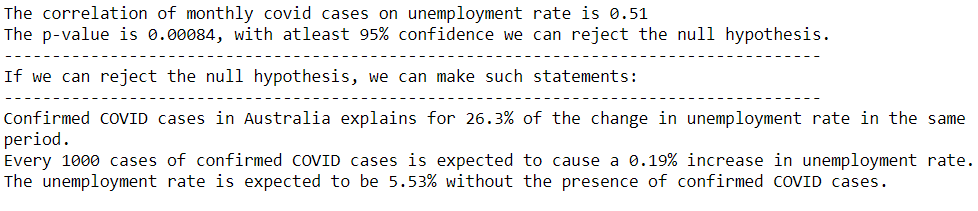 The correlation of monthly covid cases on unemployment rate is 0.51
The p-value is 0.00084, with atleast 95% confidence we can reject the null hypothesis.
-------------------------------------------------------------------------------------
If we can reject the null hypothesis, we can make such statements:
-------------------------------------------------------------------------------------
Confirmed COVID cases in Australia explains for 26.3% of the change in unemployment rate in the same
period.
Every 1000 cases of confirmed COVID cases is expected to cause a 0.19% increase in unemployment rate.
The unemployment rate is expected to be 5.53% without the presence of confirmed COVID cases.